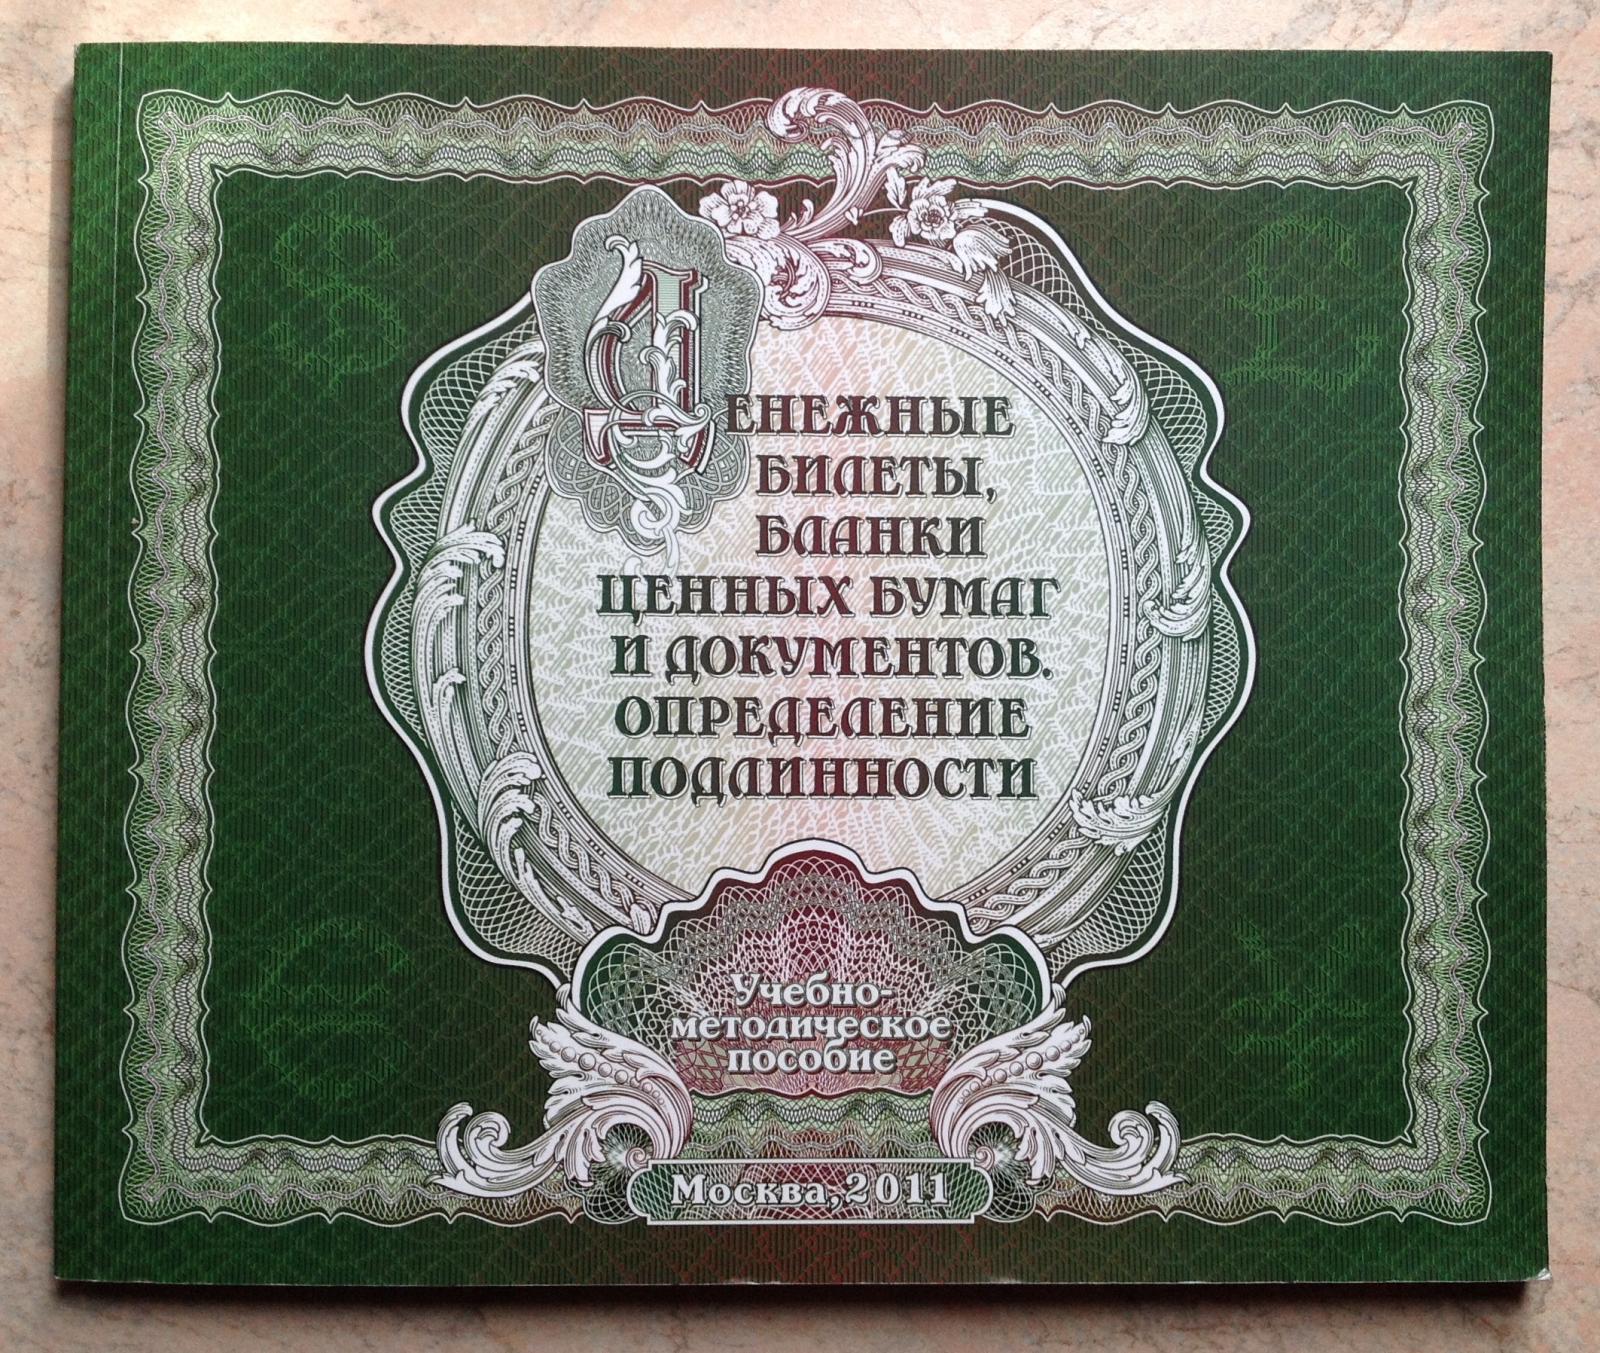 ДЕНЕЖНЫЕ
БИЛЕТЫ,
БЛАНКИ
ЦЕННЫХ БУМАГ
И ДОКУМЕНТОВ.
ОПРЕДЕЛЕНИЕ
ПОДЛИННОСТИ
Учебно-
методическое
пособие
Москва, 2011